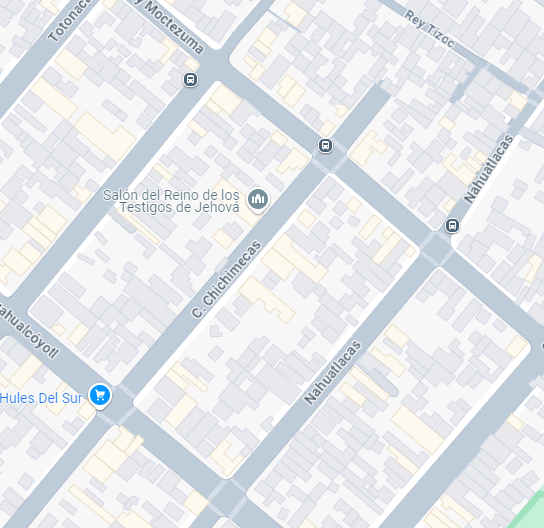 Totonaca
y Moctezuma
Rey Tizoc
Nahuatlacas
Salón del Reino de los
Testigos de Jehová
C. Chichimecas
ahualcóyotl
Nahuatlacas
Hules Del Sur